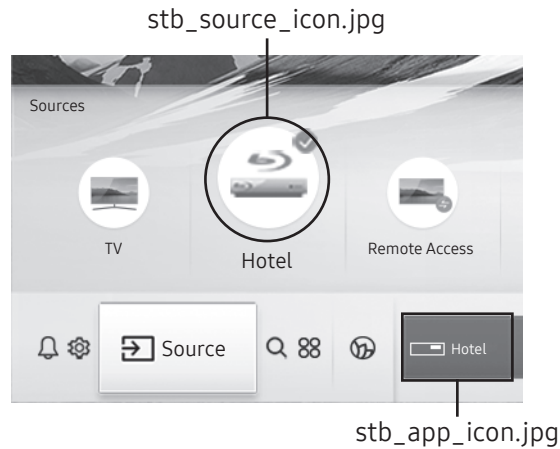 stb_source_icon.jpg
Sources
TV
Hotel
Remote Access
Source
Hotel
stb_app_icon.jpg